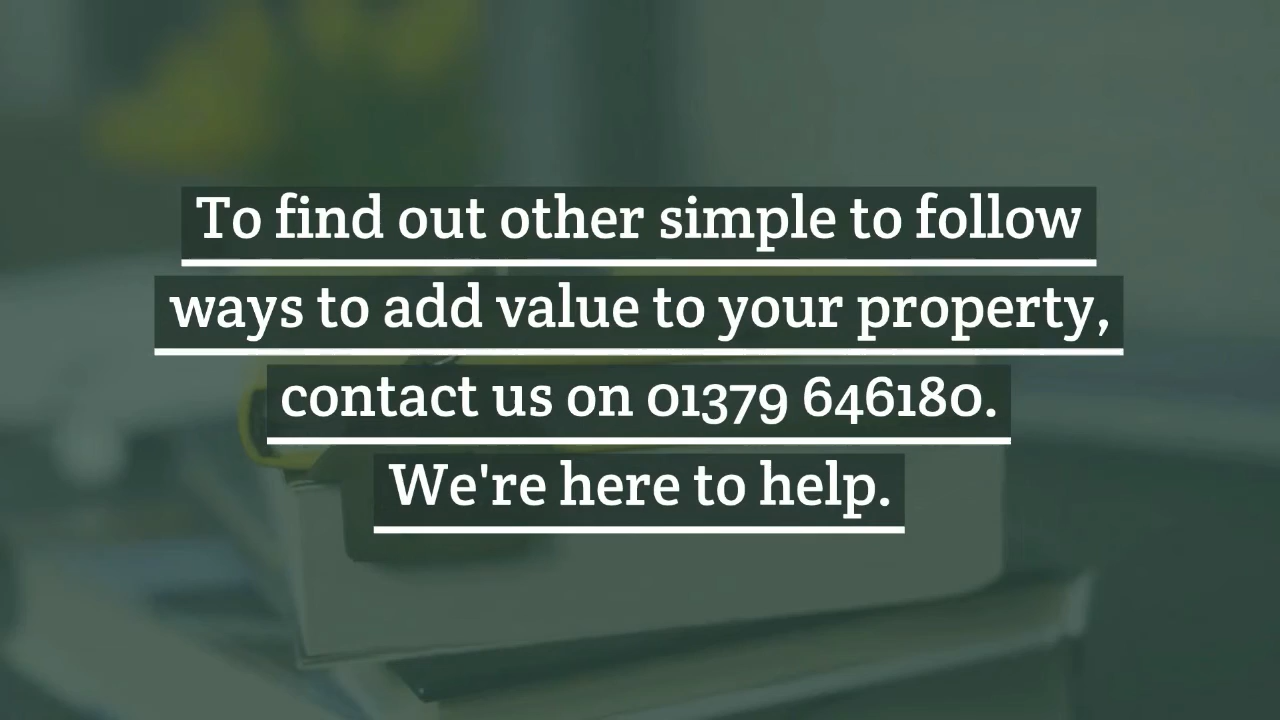 To find out other simple to follow
ways to add value to your property,
contact us on 01379 646180.
We're here to help.